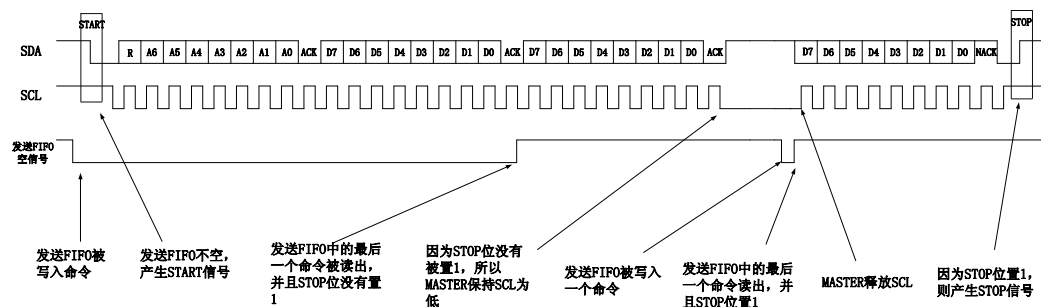 START
STOP
SDA
R A6 A5 A4 A3 A2 A1 A0 ACK D7 D6 D5 D4 D3 D2 D1 D0 ACK D7 D6 D5 D4 D3 D2 D1 D0 ACK D7 D6 D5 D4 D3 D2 D1 D0 NACK
SCL
发送FIFO
空信号
发送FIFO被
写入命令
发送FIFO不空，
产生START信号
发送FIFO中的最后
一个命令被读出，
并且STOP位没有置
1
因为STOP位没有
被置1，所以
MASTER保持SCL为
低
发送FIFO被写入
一个命令
发送FIFO中的最后
一个命令读出，并
且STOP位置1
MASTER释放SCL
因为STOP位置1，
则产生STOP信号